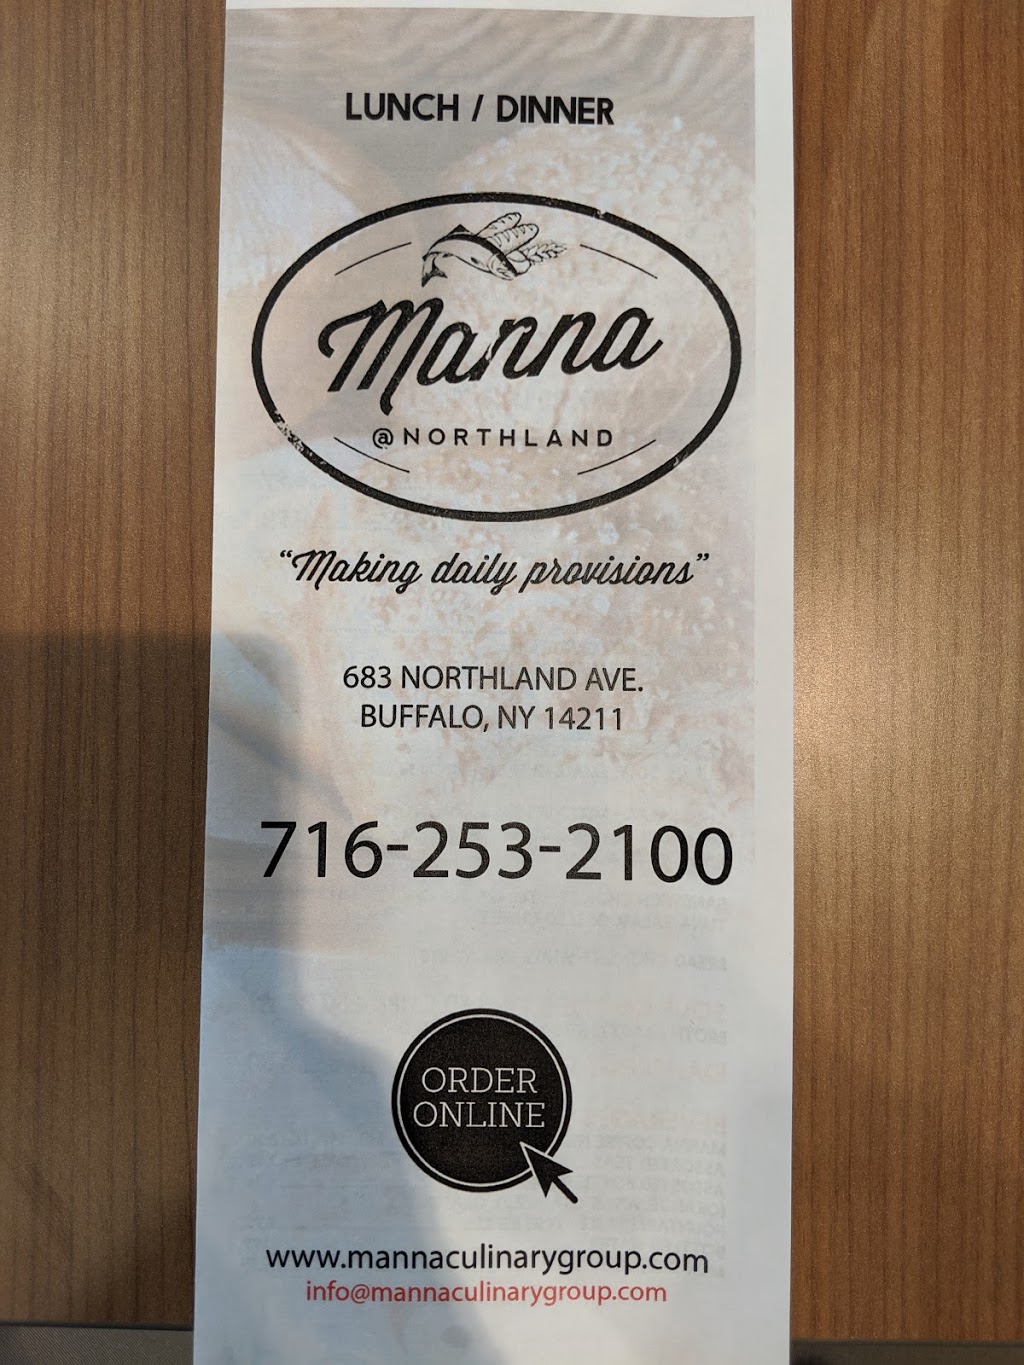 LUNCH / DINNER
Manna
@NORTHLAND
“Making daily provisions”
683 NORTHLAND AVE.
BUFFALO, NY 14211
716-253-2100
ORDER
ONLINE
www.mannaculinarygroup.com
info@mannaculinarygroup.com